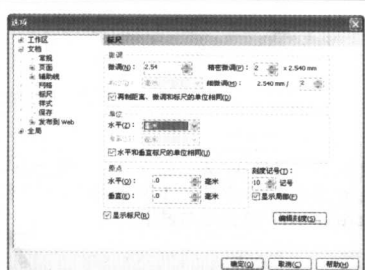 选项
工作区
文档
常规
页面
辅助线
网格
标尺
样式
保存
发布到 Web
全局
标尺
微调
微调(N): 2.54 精密微调(P): 2 x 2.540 mm
毫米 细微调(M): 2.540 mm / 2
再制距离、微调和标尺的单位相同(D)
单位
水平(Z):
毫米
水平和垂直标尺的单位相同(U)
原点
水平(O): .0 毫米
垂直(E): .0 毫米
刻度记号(T):
10 记号
显示局部(F)
显示标尺(R)
编辑刻度(S)...
确定(O) 取消(C) 帮助(H)